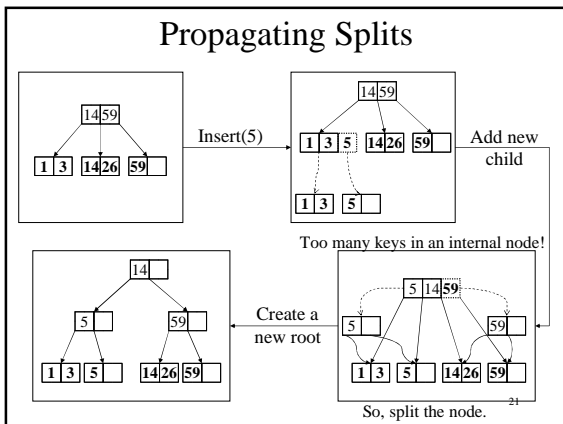 Propagating Splits
14 59
1 3 14 26 59
Insert(5)
14 59
1 3 5 14 26 59
1 3 5
Add new
child
Too many keys in an internal node!
5 14 59
5 59
1 3 5 14 26 59
So, split the node.
Create a
new root
14
5 59
1 3 5 14 26 59
21